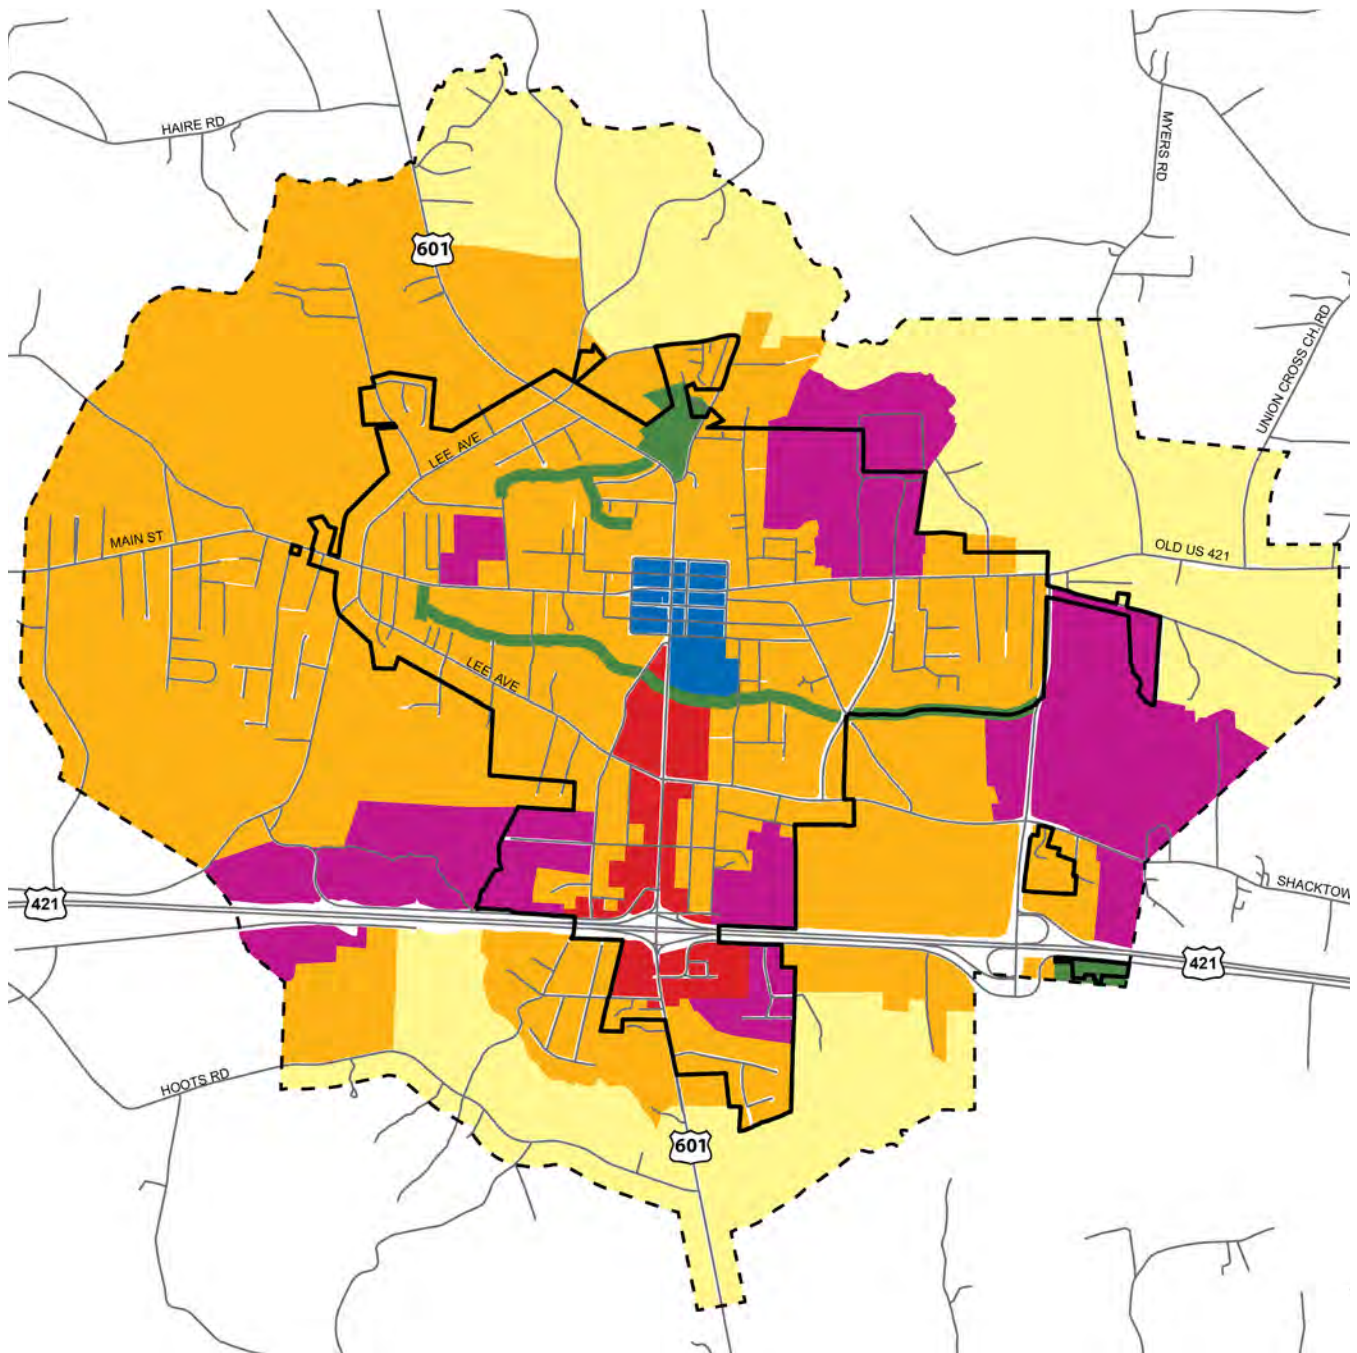 HAIRE RD
MYERS RD
601
UNION CROSS CH. RD
LEE AVE
MAIN ST
OLD US 421
LEE AVE
SHACKTOW
421
421
HOOTS RD
601